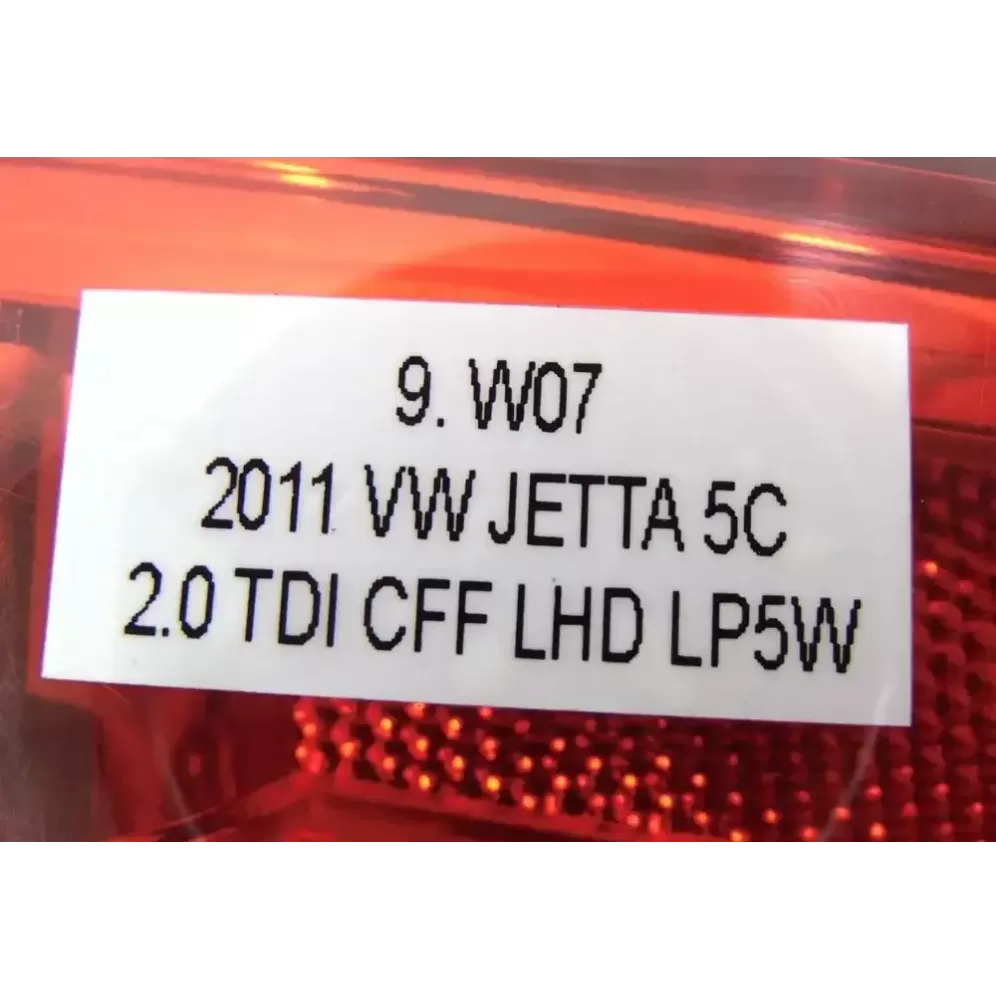 9. W07
2011 VW JETTA 5C
2.0 TDI CFF LHD LP5W